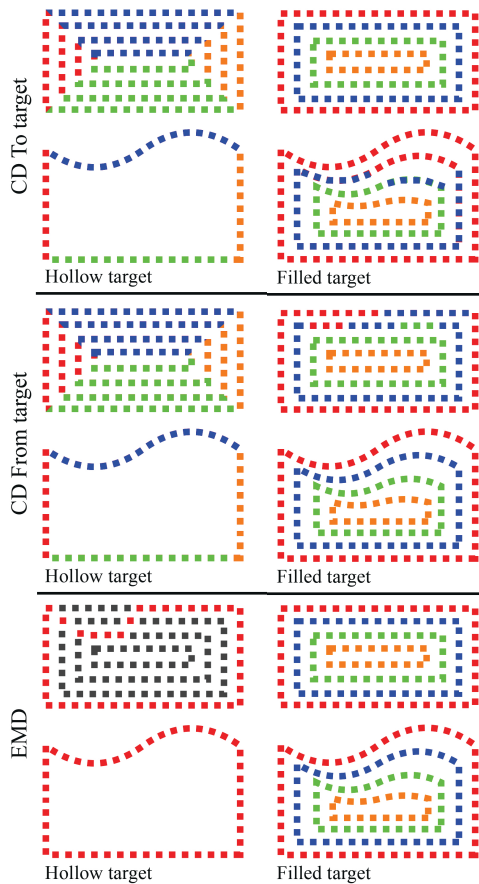 CD To target
Hollow target
Filled target
CD From target
Hollow target
Filled target
EMD
Hollow target
Filled target